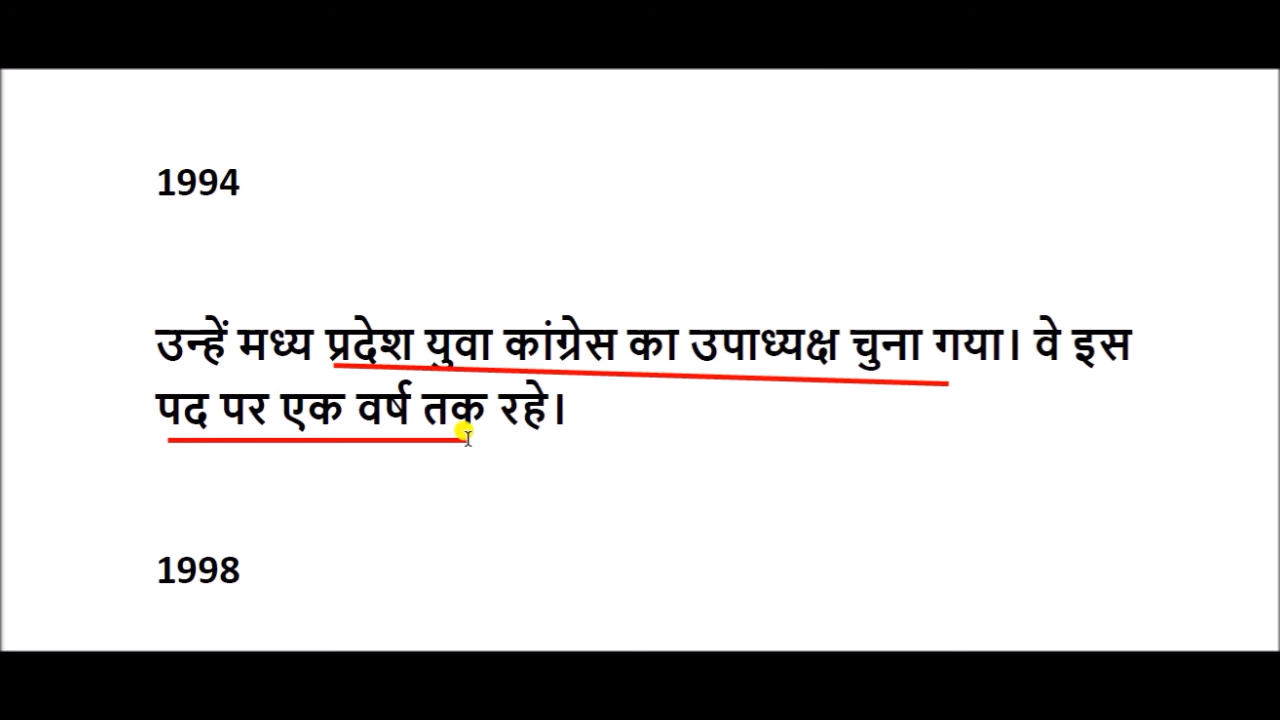 1994
उन्हें मध्य प्रदेश युवा कांग्रेस का उपाध्यक्ष चुना गया। वे इस
पद पर एक वर्ष तक रहे।
1998